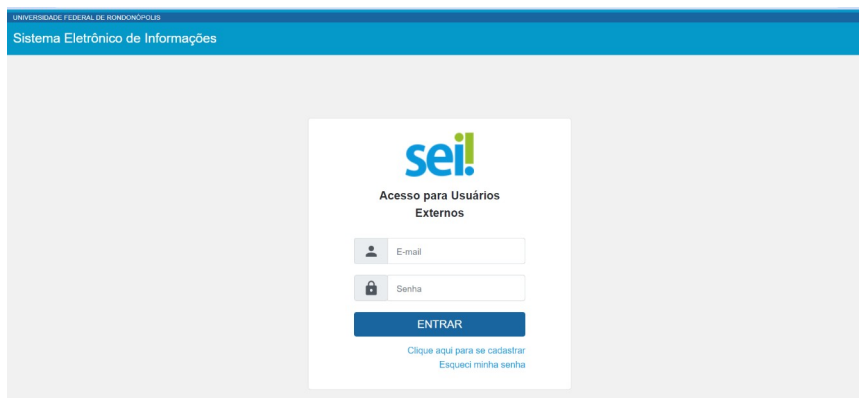 UNIVERSIDADE FEDERAL DE RONDONÓPOLIS
Sistema Eletrônico de Informações
sei!
Acesso para Usuários
Externos
E-mail
Senha
ENTRAR
Clique aqui para se cadastrar
Esqueci minha senha